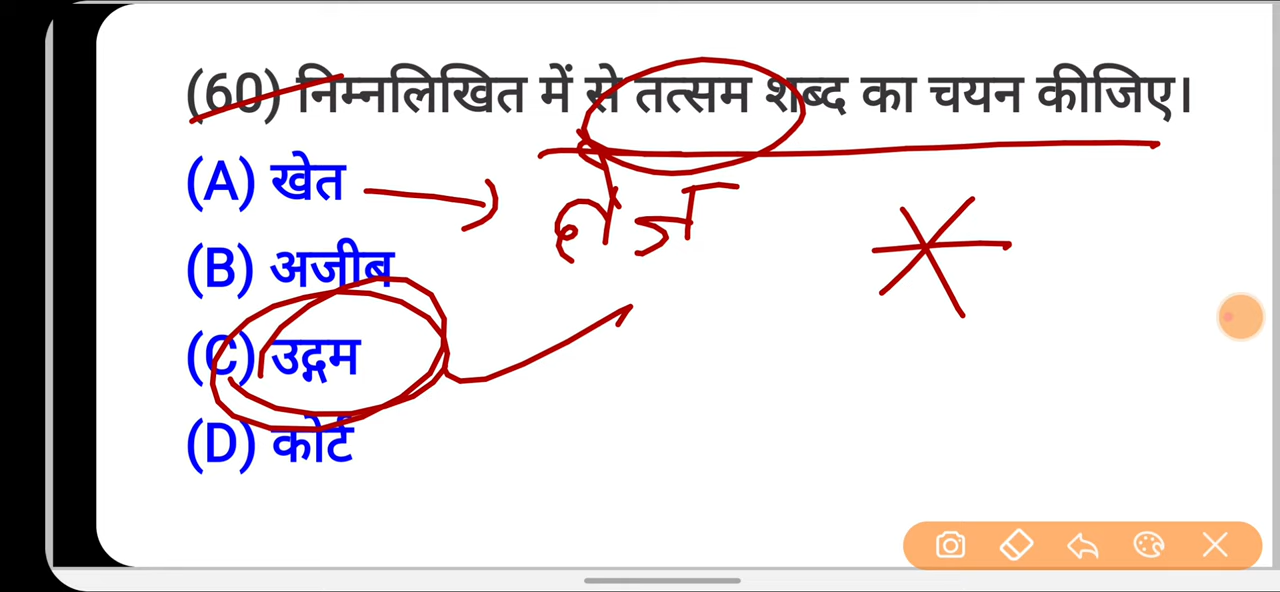 (60) निम्नलिखित में से तत्सम शब्द का चयन कीजिए।
(A) खेत
(B) अजीब
(C) उद्गम
(D) कोर्ट